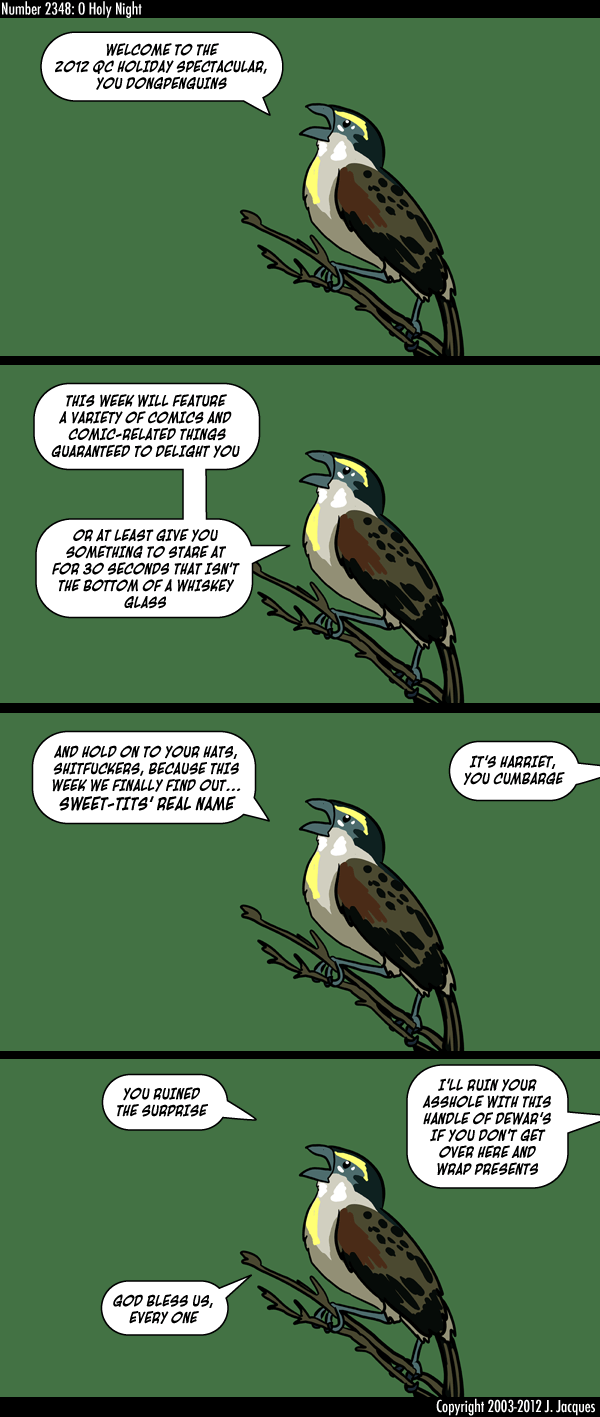 Number 2348: O Holy Night
WELCOME TO THE
2012 QC HOLIDAY SPECTACULAR,
YOU DONGPENGUINS
THIS WEEK WILL FEATURE
A VARIETY OF COMICS AND
COMIC-RELATED THINGS
GUARANTEED TO DELIGHT YOU
OR AT LEAST GIVE YOU
SOMETHING TO STARE AT
FOR 30 SECONDS THAT ISN'T
THE BOTTOM OF A WHISKEY
GLASS
AND HOLD ON TO YOUR HATS,
SHITFUCKERS, BECAUSE THIS
WEEK WE FINALLY FIND OUT...
SWEET-TITS' REAL NAME
IT'S HARRIET,
YOU CUMBARGE
YOU RUINED
THE SURPRISE
I'LL RUIN YOUR
ASSHOLE WITH THIS
HANDLE OF DEWAR'S
IF YOU DON'T GET
OVER HERE AND
WRAP PRESENTS
GOD BLESS US,
EVERY ONE
Copyright 2003-2012 J. Jacques